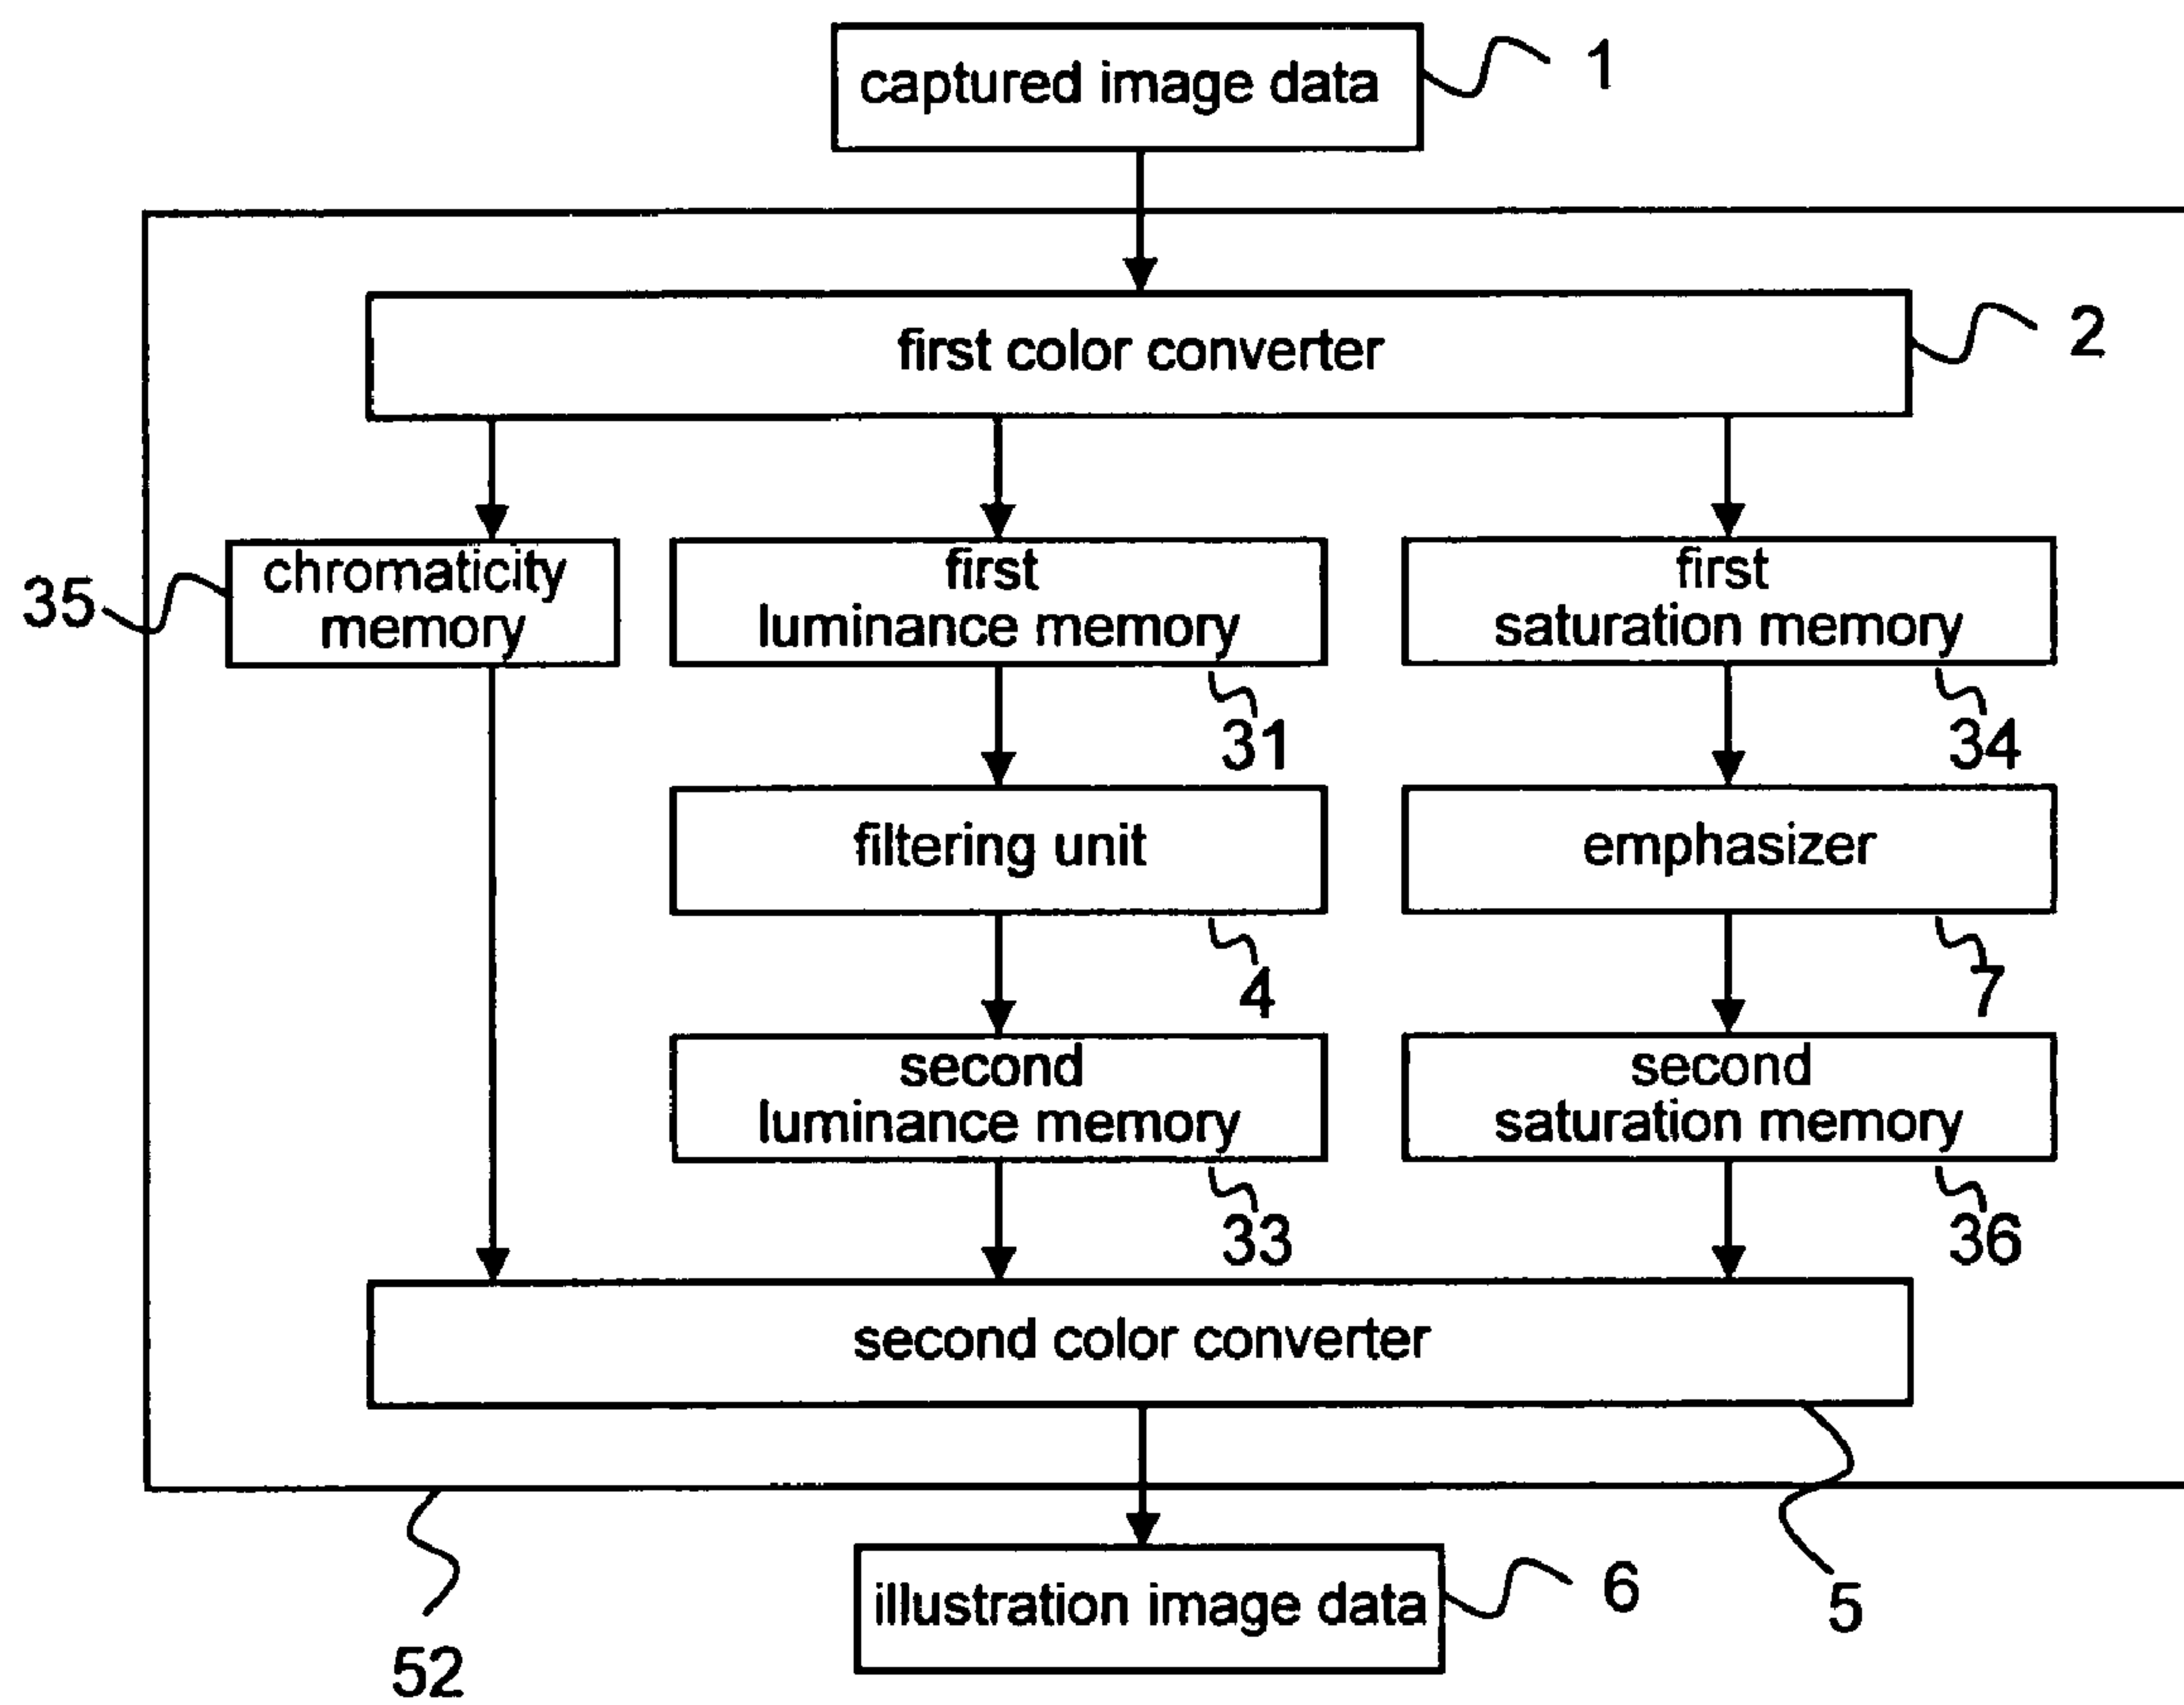 captured image data
1
first color converter
2
35
chromaticity
memory
first
luminance memory
31
first
saturation memory
34
filtering unit
4
emphasizer
7
second
luminance memory
33
second
saturation memory
36
second color converter
5
illustration image data
6
52